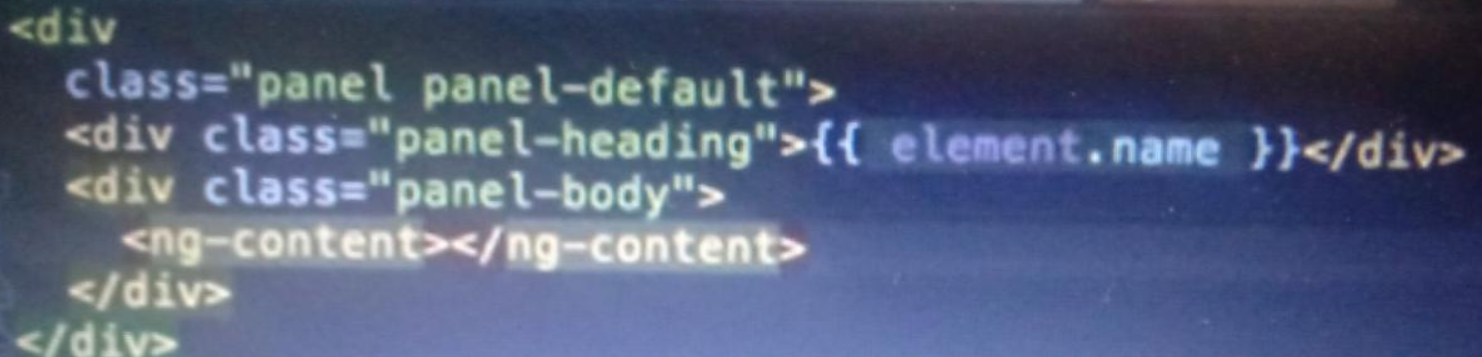 <div
class="panel panel-default">
<div class="panel-heading">{{ element.name }}</div>
<div class="panel-body">
<ng-content></ng-content>
</div>
</div>